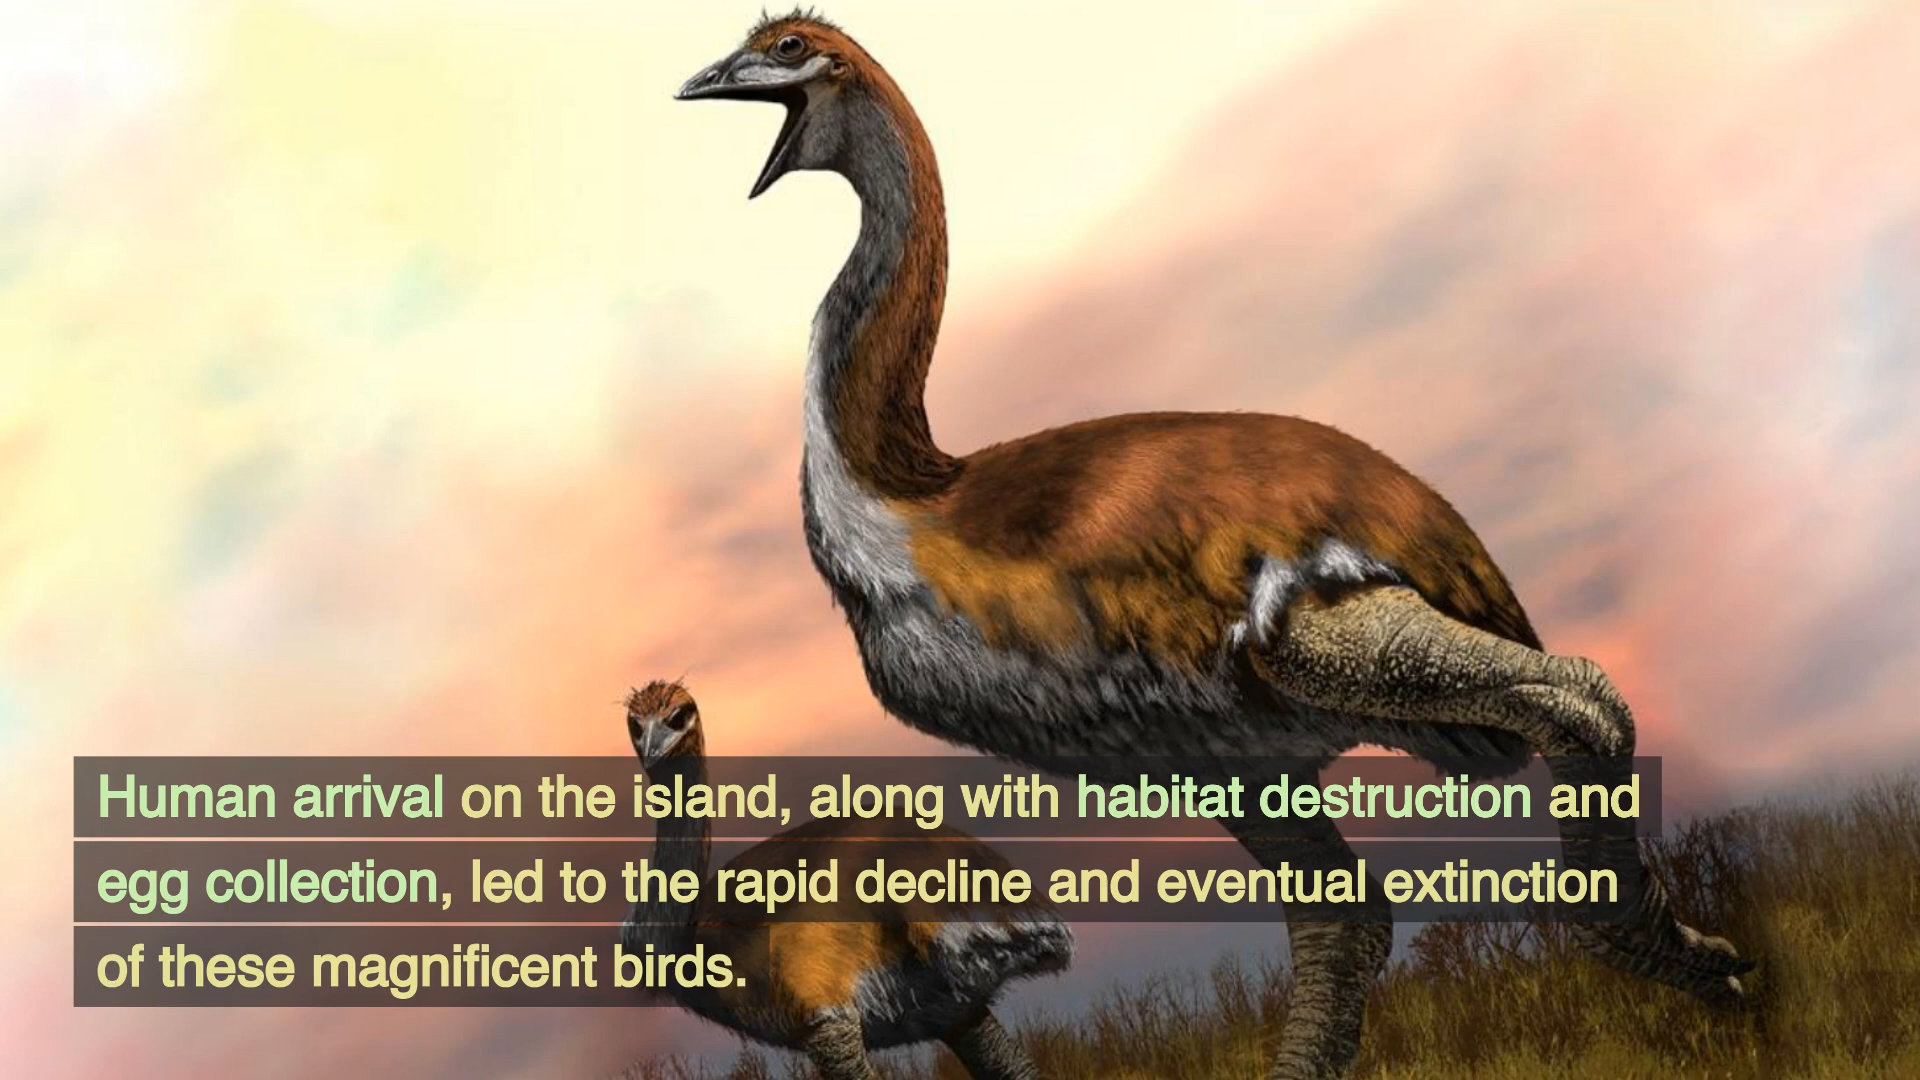 Human arrival on the island, along with habitat destruction and
egg collection, led to the rapid decline and eventual extinction
of these magnificent birds.